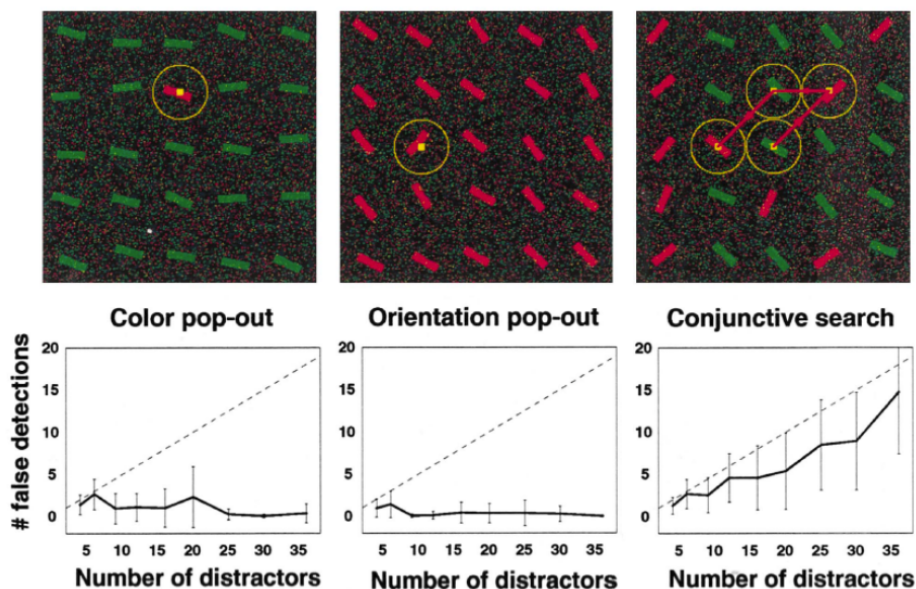 Color pop-out
Orientation pop-out
Conjunctive search
# false detections
20
15
10
5
0
5 10 15 20 25 30 35
Number of distractors
20
15
10
5
0
5 10 15 20 25 30 35
Number of distractors
20
15
10
5
0
5 10 15 20 25 30 35
Number of distractors